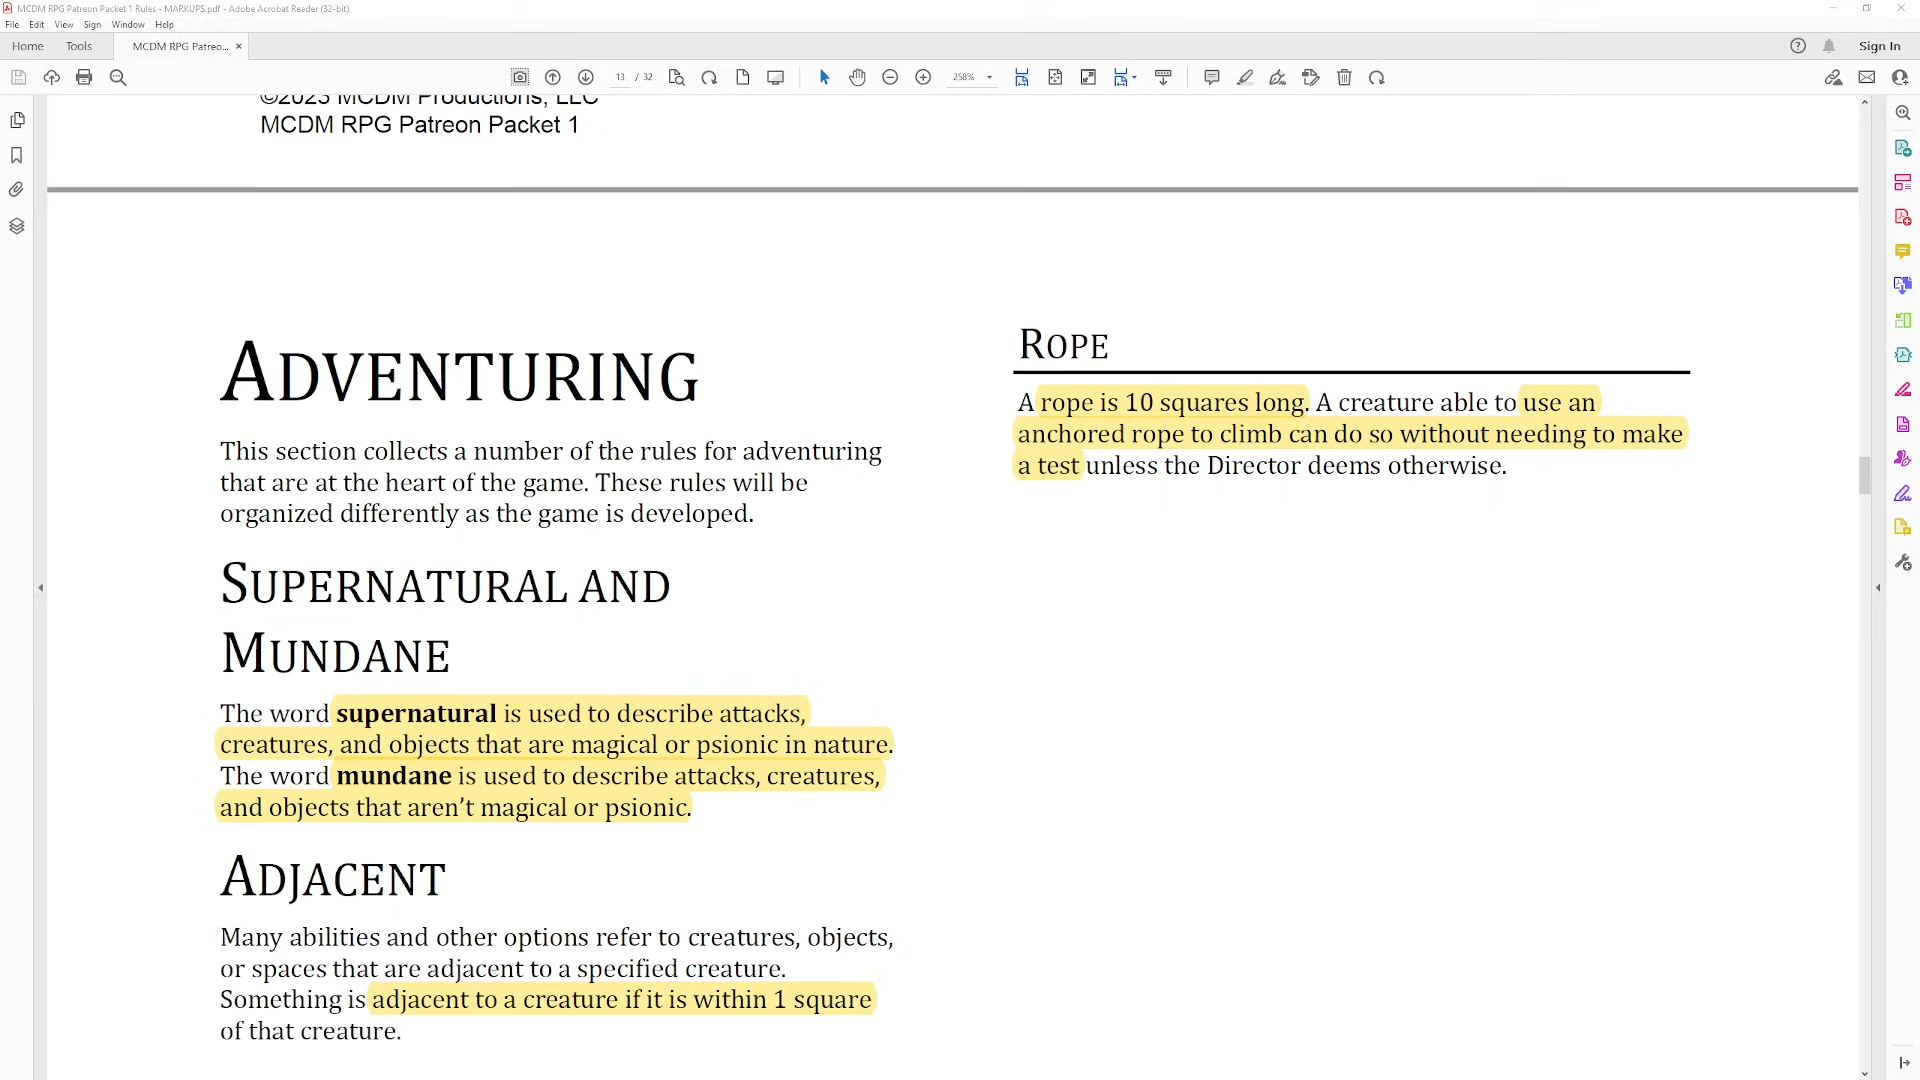 MCDM RPG Patreon Packet 1 Rules - MARKUPS.pdf - Adobe Acrobat Reader (32-bit)
File Edit View Sign Window Help
Home Tools MCDM RPG Patreo... × Sign In
13 / 32 258%
©2023 MCDM Productions, LLC
MCDM RPG Patreon Packet 1
ADVENTURING
This section collects a number of the rules for adventuring
that are at the heart of the game. These rules will be
organized differently as the game is developed.
SUPERNATURAL AND
MUNDANE
The word supernatural is used to describe attacks,
creatures, and objects that are magical or psionic in nature.
The word mundane is used to describe attacks, creatures,
and objects that aren’t magical or psionic.
ADJACENT
Many abilities and other options refer to creatures, objects,
or spaces that are adjacent to a specified creature.
Something is adjacent to a creature if it is within 1 square
of that creature.
ROPE
A rope is 10 squares long. A creature able to use an
anchored rope to climb can do so without needing to make
a test unless the Director deems otherwise.